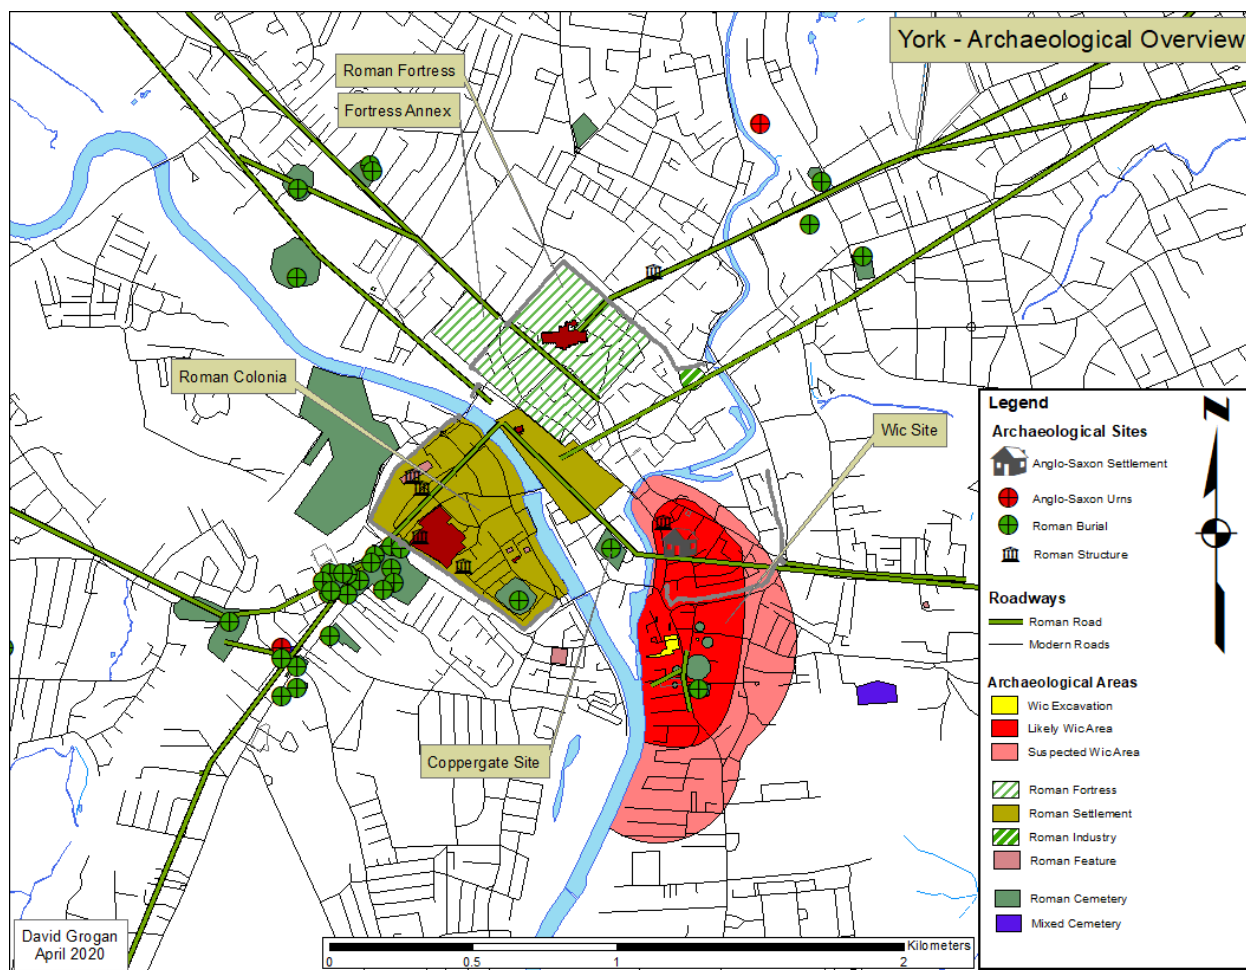 York - Archaeological Overview
Roman Fortress
Fortress Annex
Roman Colonia
Wic Site
Coppergate Site
Legend
Archaeological Sites
Anglo-Saxon Settlement
Anglo-Saxon Urns
Roman Burial
Roman Structure
N
Roadways
Roman Road
Modern Roads
Archaeological Areas
Wic Excavation
Likely Wic Area
Suspected Wic Area
Roman Fortress
Roman Settlement
Roman Industry
Roman Feature
Roman Cemetery
Mixed Cemetery
David Grogan
April 2020
Kilometers
0 0.5 1 2